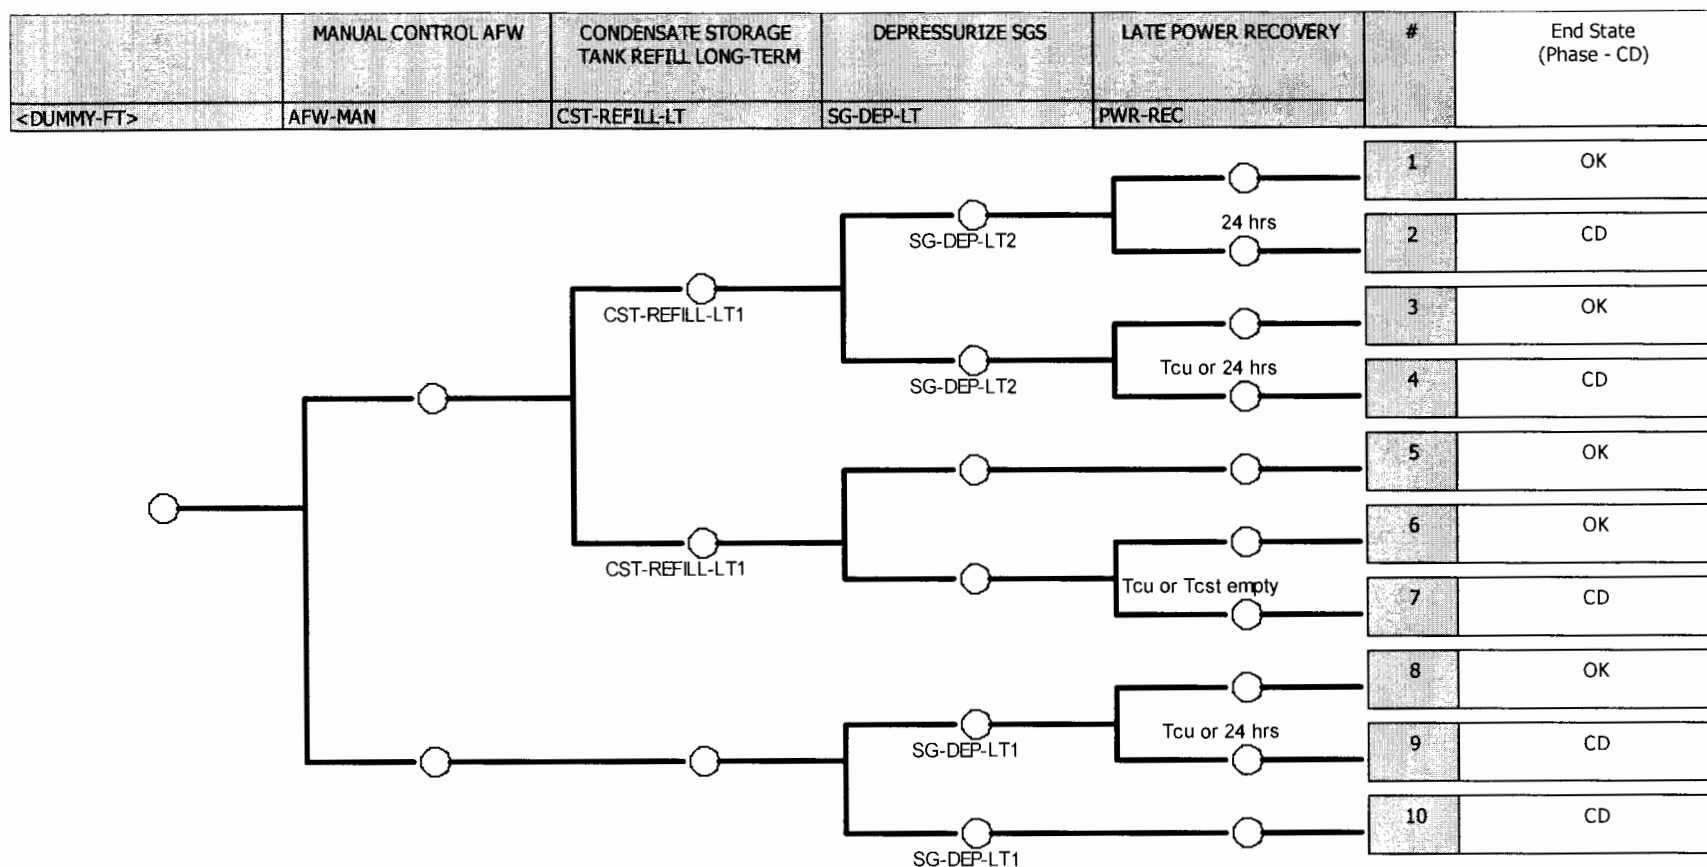 MANUAL CONTROL AFW
CONDENSATE STORAGE
TANK REFILL LONG-TERM
DEPRESSURIZE SGS
LATE POWER RECOVERY
#
End State
(Phase - CD)
<DUMMY-FT>
AFW-MAN
CST-REFILL-LT
SG-DEP-LT
PWR-REC
1
OK
24 hrs
SG-DEP-LT2
2
CD
CST-REFILL-LT1
3
OK
Tcu or 24 hrs
SG-DEP-LT2
4
CD
5
OK
6
OK
CST-REFILL-LT1
Tcu or Tcst empty
7
CD
8
OK
Tcu or 24 hrs
SG-DEP-LT1
9
CD
10
CD
SG-DEP-LT1